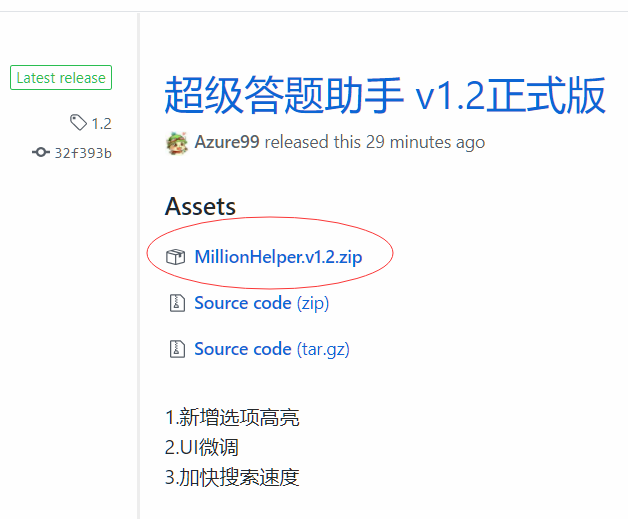 Latest release
1.2
32f393b
超级答题助手 v1.2正式版
Azure99 released this 29 minutes ago
Assets
MillionHelper.v1.2.zip
Source code (zip)
Source code (tar.gz)
1.新增选项高亮
2.UI微调
3.加快搜索速度